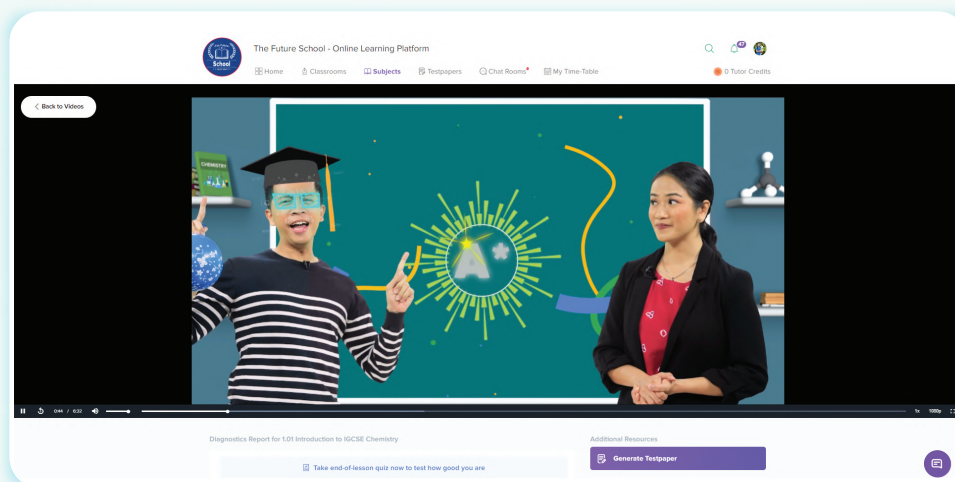 The Future School - Online Learning Platform
47
School
Home Classrooms Subjects Testpapers Chat Rooms My Time-Table
0 Tutor Credits
Back to Videos
CHEMISTRY
A*
0:44 / 6:32
1x 1080p
Diagnostics Report for 1.01 Introduction to IGCSE Chemistry
Additional Resources
Take end-of-lesson quiz now to test how good you are
Generate Testpaper